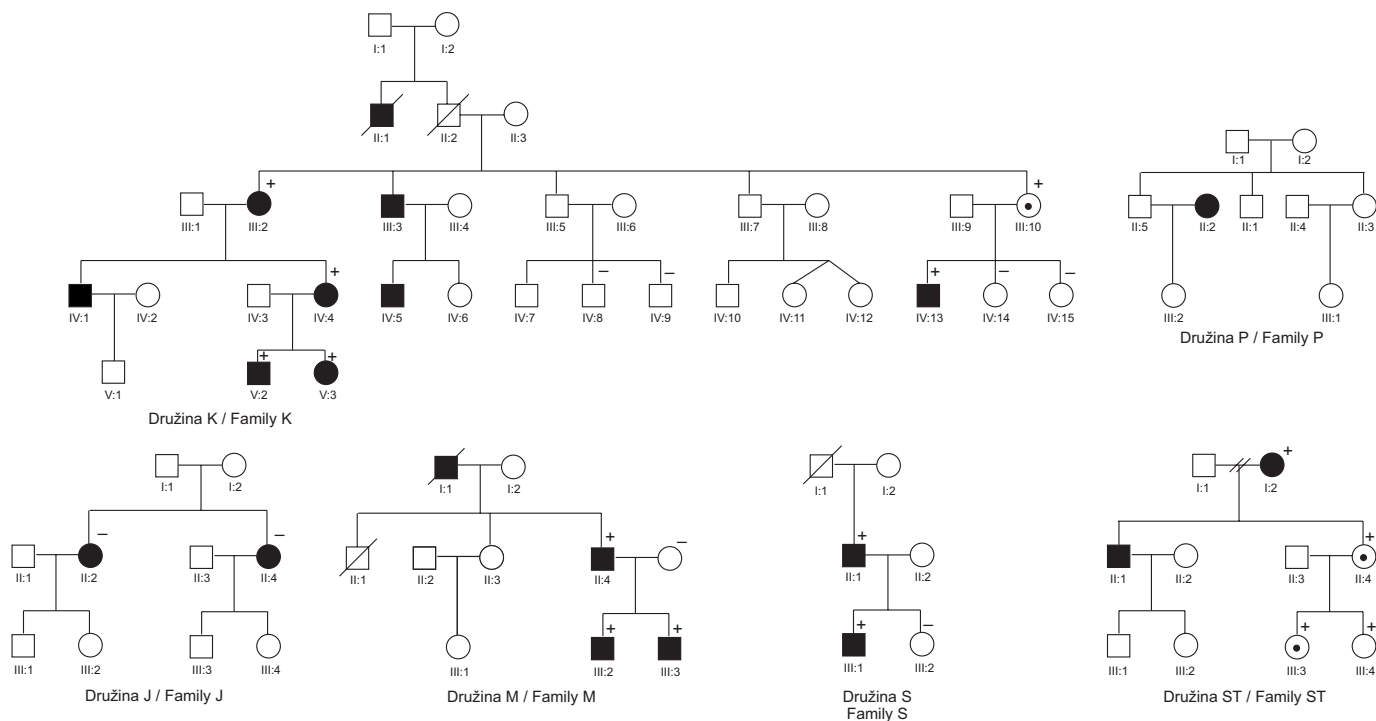 I:1 I:2
II:1 II:2 II:3
+ +
III:1 III:2 III:3 III:4 III:5 III:6 III:7 III:8 III:9 III:10
+ – – + – –
IV:1 IV:2 IV:3 IV:4 IV:5 IV:6 IV:7 IV:8 IV:9 IV:10 IV:11 IV:12 IV:13 IV:14 IV:15
+ +
V:1 V:2 V:3
Družina K / Family K
I:1 I:2
II:5 II:2 II:1 II:4 II:3
III:2 III:1
Družina P / Family P
I:1 I:2
– –
II:1 II:2 II:3 II:4
III:1 III:2 III:3 III:4
Družina J / Family J
I:1 I:2
+ –
II:1 II:2 II:3 II:4
+ +
III:1 III:2 III:3
Družina M / Family M
I:1 I:2
+
II:1 II:2
+ –
III:1 III:2
Družina S
Family S
+
I:1 I:2
+
II:1 II:2 II:3 II:4
+ +
III:1 III:2 III:3 III:4
Družina ST / Family ST